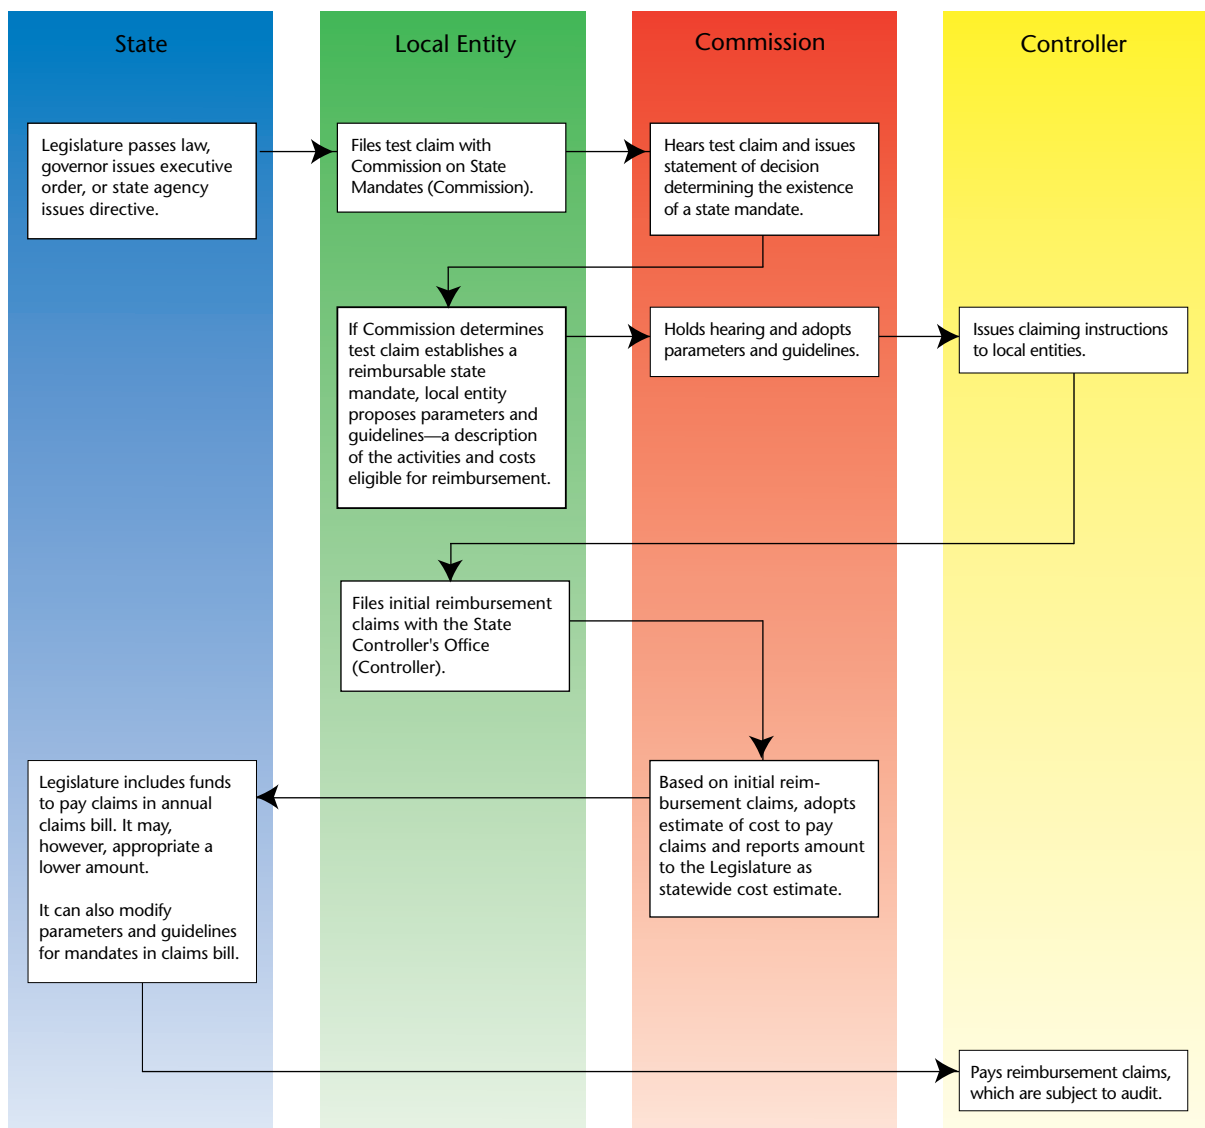 State
Local Entity
Commission
Controller
Legislature passes law,
governor issues executive
order, or state agency
issues directive.
Files test claim with
Commission on State
Mandates (Commission).
Hears test claim and issues
statement of decision
determining the existence
of a state mandate.
If Commission determines
test claim establishes a
reimbursable state
mandate, local entity
proposes parameters and
guidelines—a description
of the activities and costs
eligible for reimbursement.
Holds hearing and adopts
parameters and guidelines.
Issues claiming instructions
to local entities.
Files initial reimbursement
claims with the State
Controller's Office
(Controller).
Based on initial reim-
bursement claims, adopts
estimate of cost to pay
claims and reports amount
to the Legislature as
statewide cost estimate.
Legislature includes funds
to pay claims in annual
claims bill. It may,
however, appropriate a
lower amount.
It can also modify
parameters and guidelines
for mandates in claims bill.
Pays reimbursement claims,
which are subject to audit.